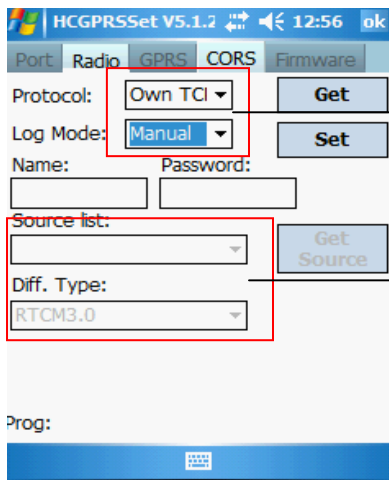 HCGPRSSet V5.1.2 12:56 ok
Port Radio GPRS CORS Firmware
Protocol: Own TCI Get
Log Mode: Manual Set
Name: Password:
Source list:
Get
Source
Diff. Type:
RTCM3.0
Prog: